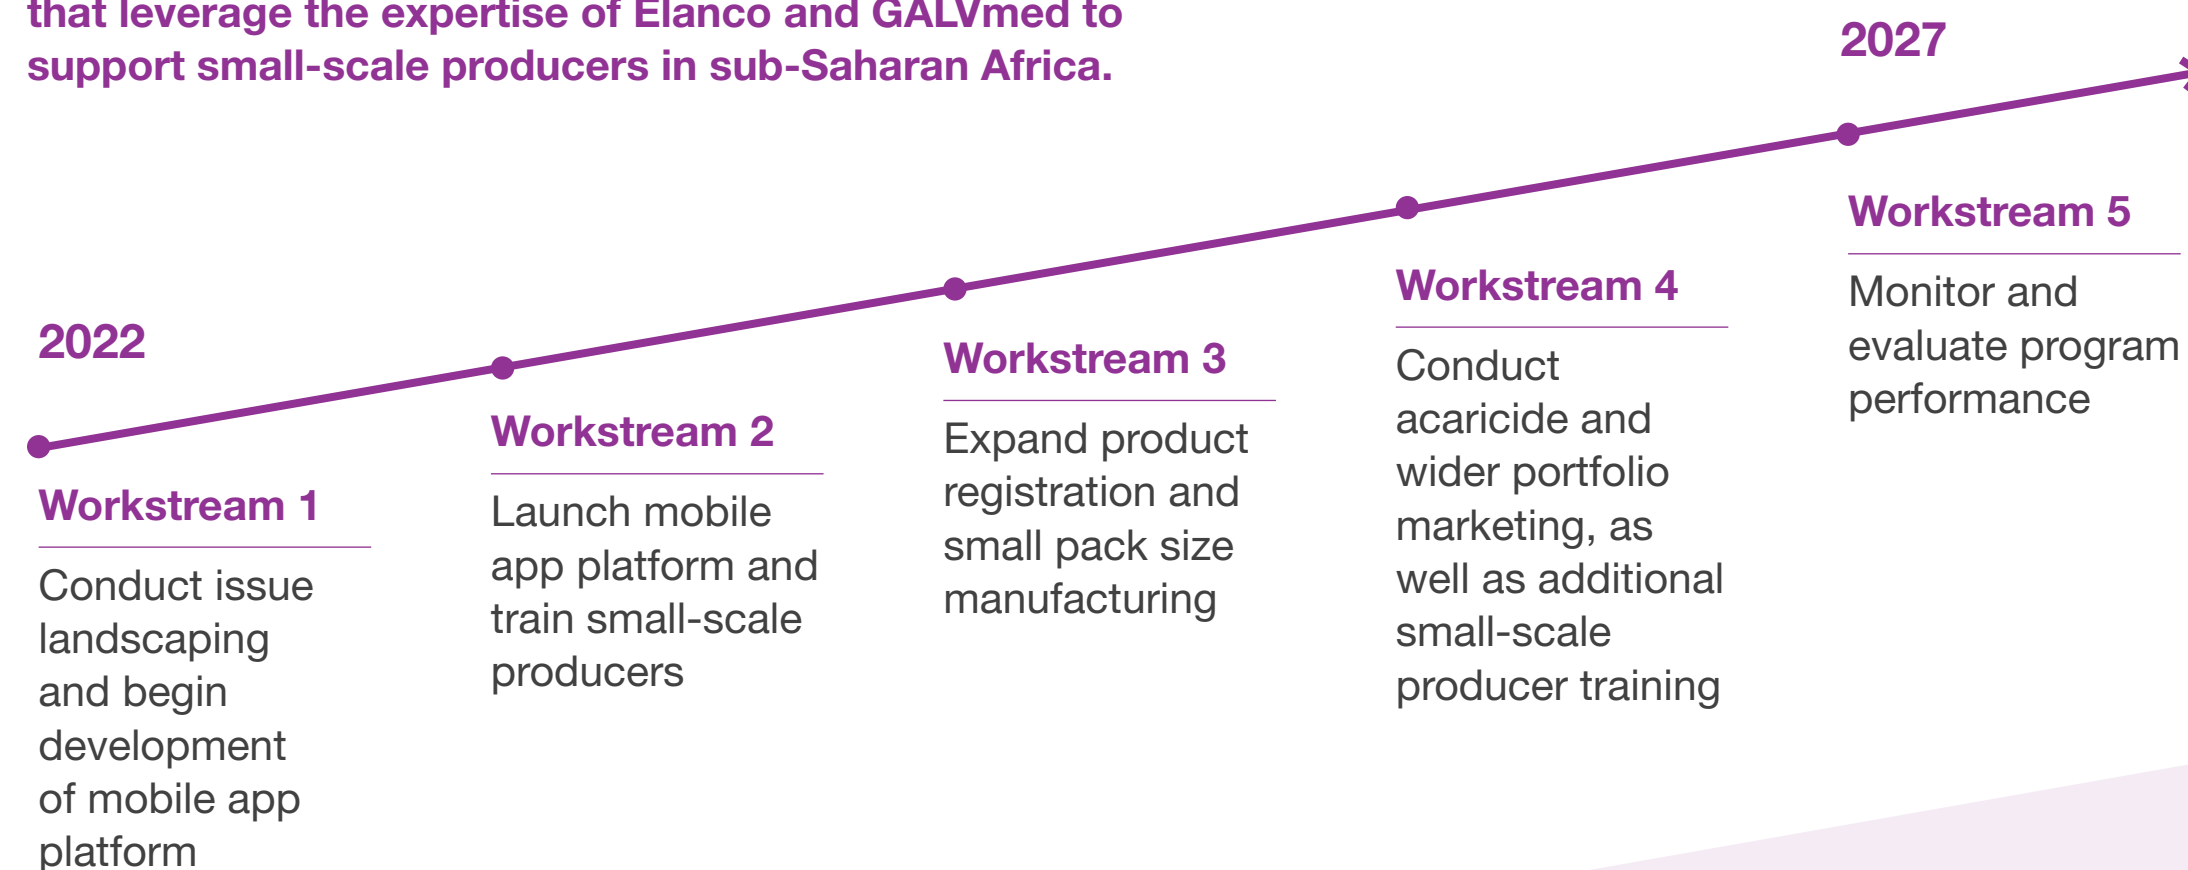 that leverage the expertise of Elanco and GALVmed to
support small-scale producers in sub-Saharan Africa.
2027
2022
Workstream 1
Conduct issue
landscaping
and begin
development
of mobile app
platform
Workstream 2
Launch mobile
app platform and
train small-scale
producers
Workstream 3
Expand product
registration and
small pack size
manufacturing
Workstream 4
Conduct
acaricide and
wider portfolio
marketing, as
well as additional
small-scale
producer training
Workstream 5
Monitor and
evaluate program
performance